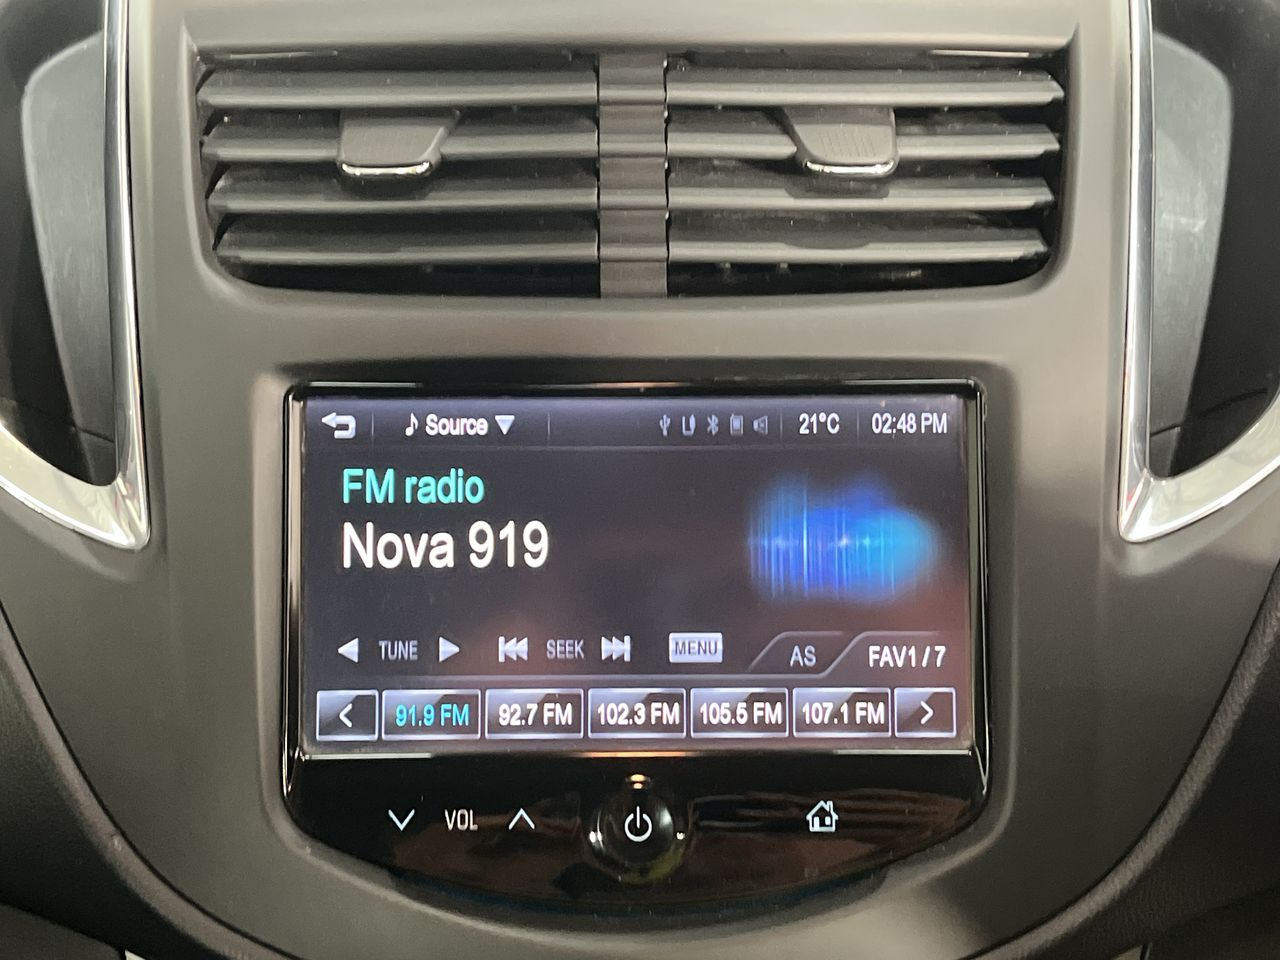 Source 21°C 02:48 PM
FM radio
Nova 919
TUNE SEEK MENU AS FAV1/7
91.9 FM 92.7 FM 102.3 FM 105.5 FM 107.1 FM
VOL